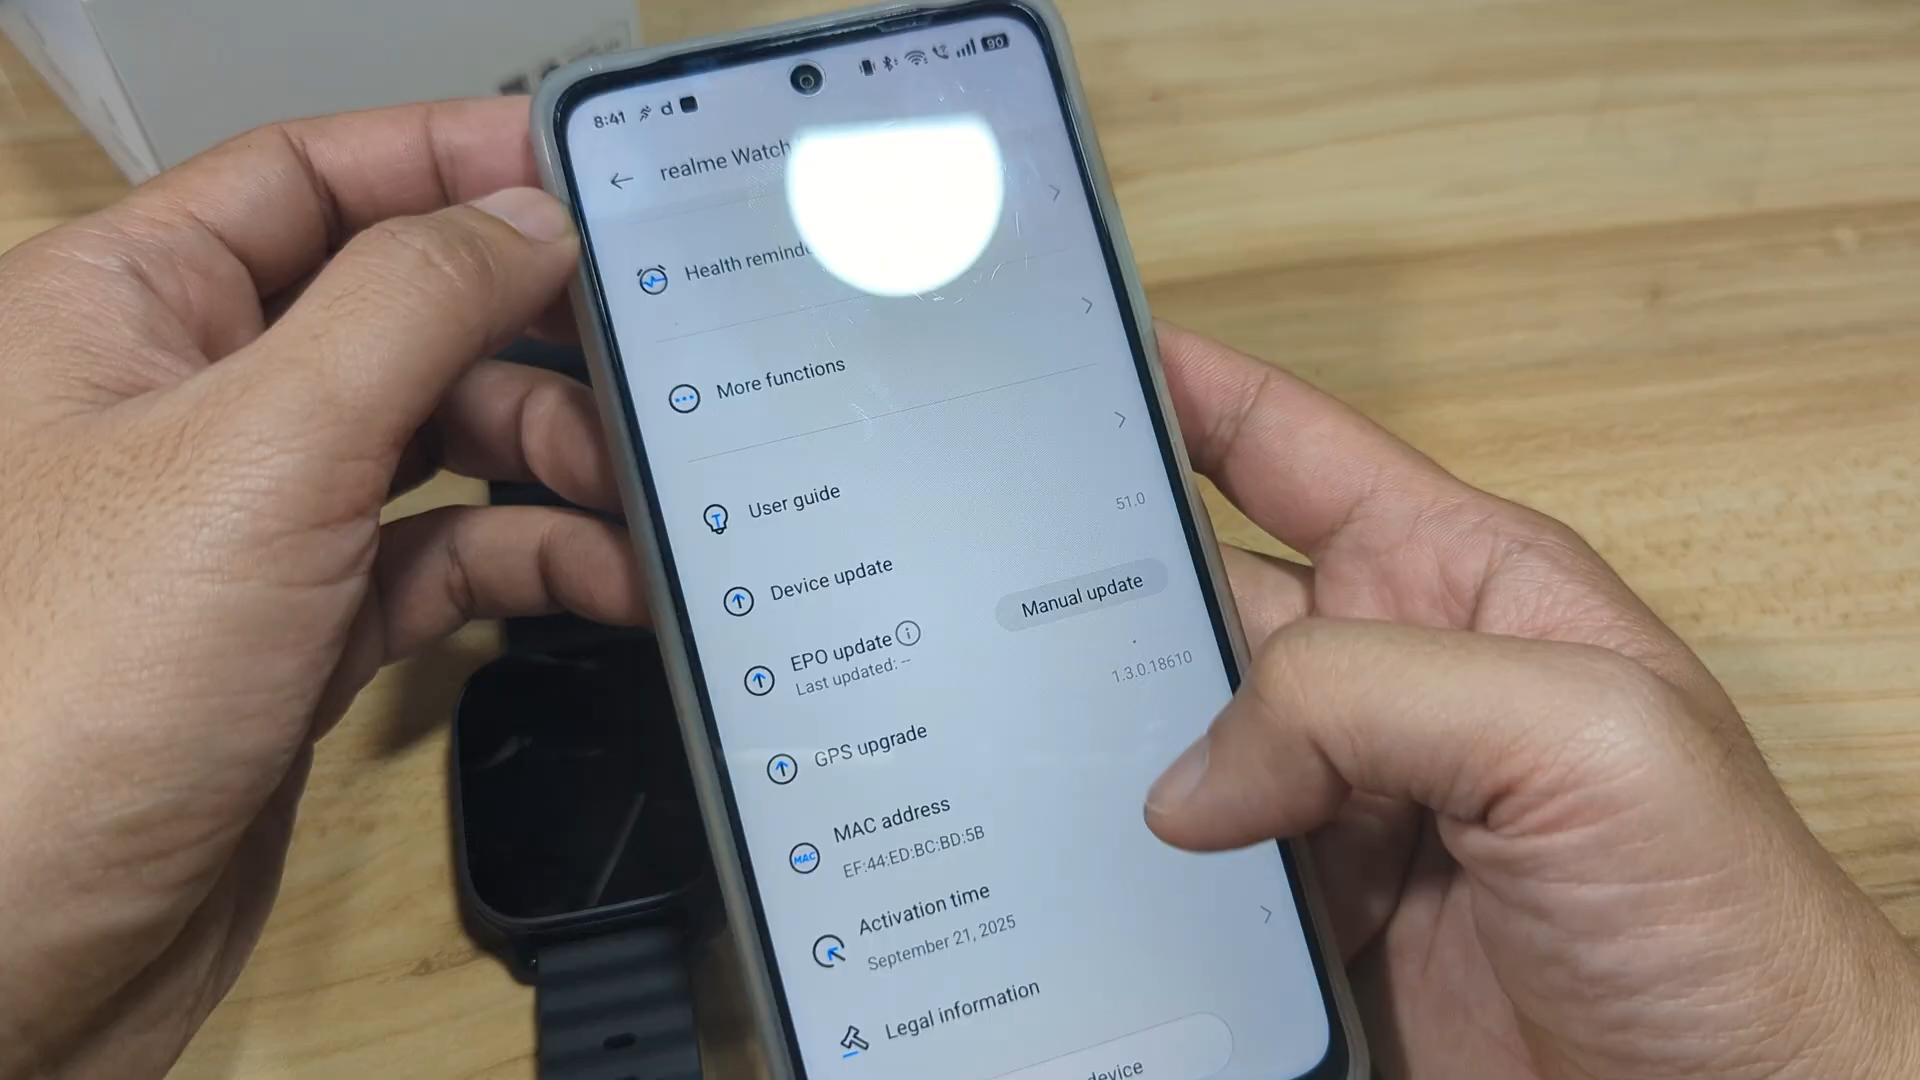 8:41 d 90
realme Watch
Health
More functions
User guide
Device update 51.0
EPO update Manual update
Last updated: --
GPS upgrade 1.3.0.18610
MAC address
MAC
EF:44:ED:BC:BD:5B
Activation time
September 21, 2025
Legal information
device